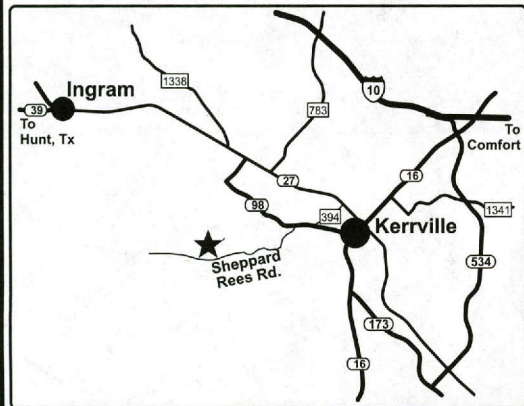 1338
Ingram
783
10
39
To
Hunt, Tx
To
Comfort
27
16
98
394
1341
Kerrville
Sheppard
Rees Rd.
534
173
16